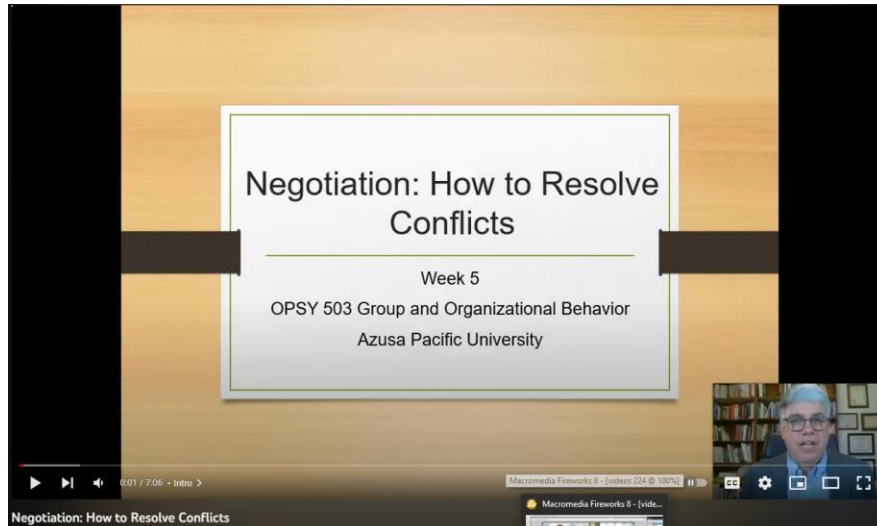 Negotiation: How to Resolve
Conflicts
Week 5
OPSY 503 Group and Organizational Behavior
Azusa Pacific University
0:01 / 7:06 • Intro >
Macromedia Fireworks 8 - [videos 224 @ 100%]
CC
Macromedia Fireworks 8 - [vide...
Negotiation: How to Resolve Conflicts